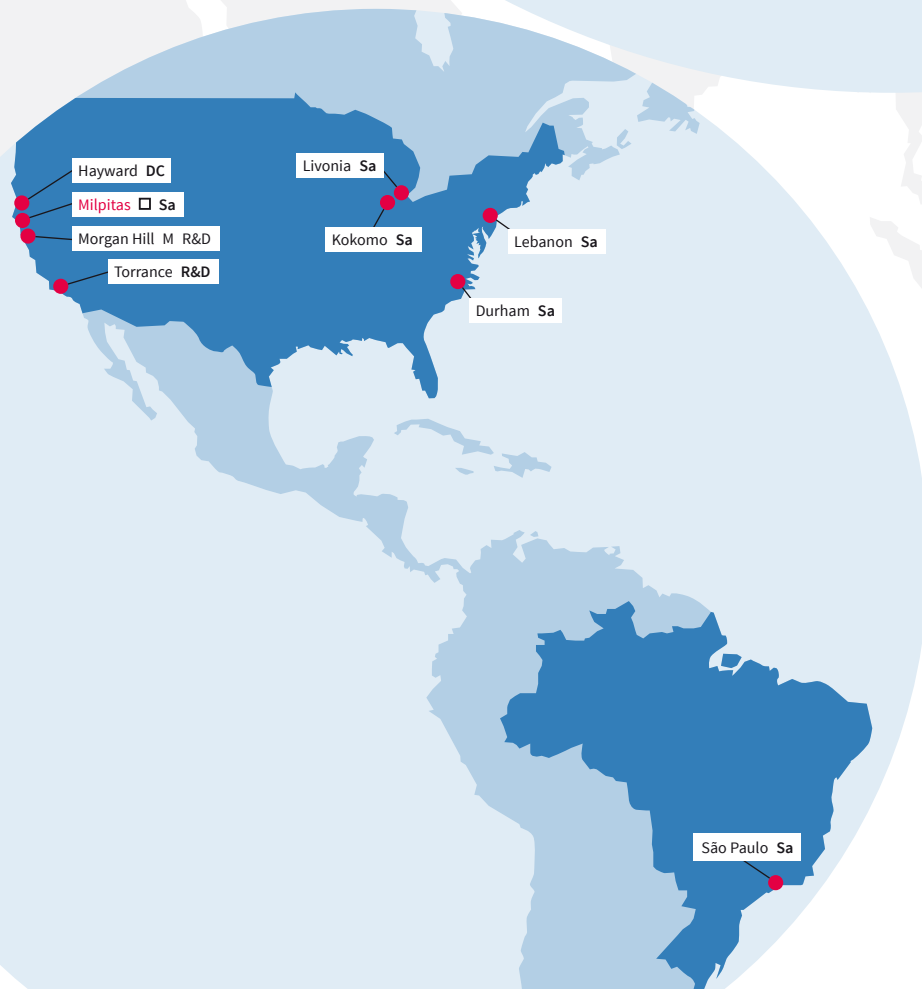 Hayward DC
Livonia Sa
Milpitas □ Sa
Morgan Hill M R&D
Kokomo Sa
Lebanon Sa
Torrance R&D
Durham Sa
São Paulo Sa